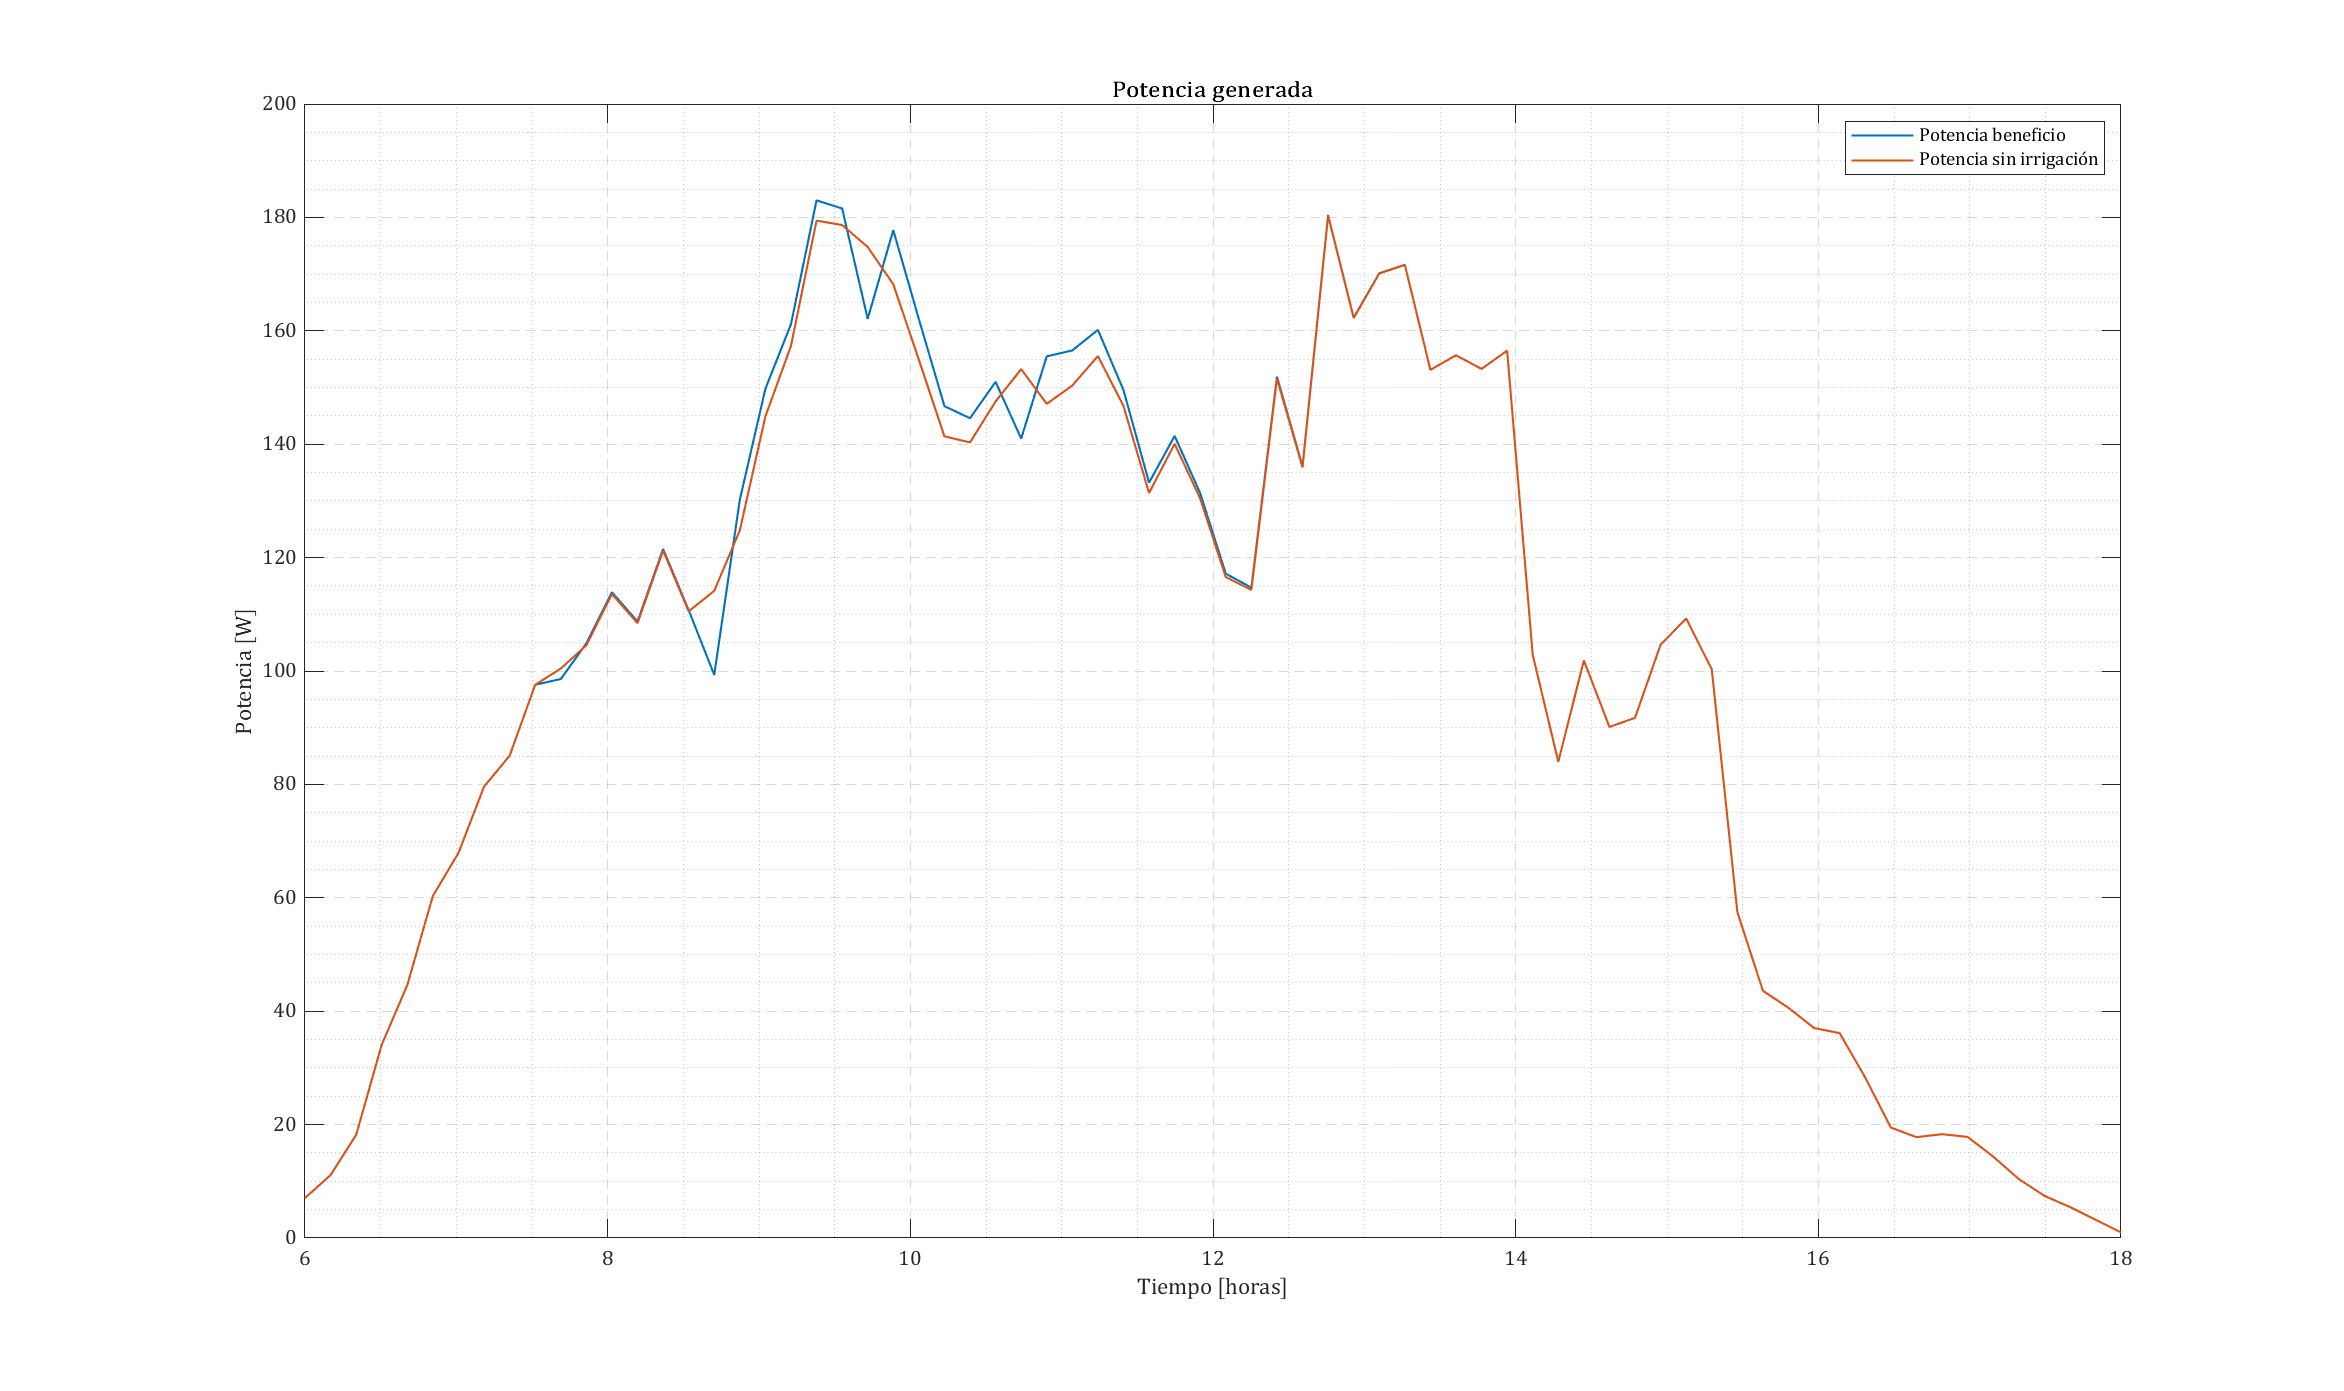 Potencia generada
200
180
160
140
120
100
80
60
40
20
0
Potencia [W]
Potencia beneficio
Potencia sin irrigación
6 8 10 12 14 16 18
Tiempo [horas]